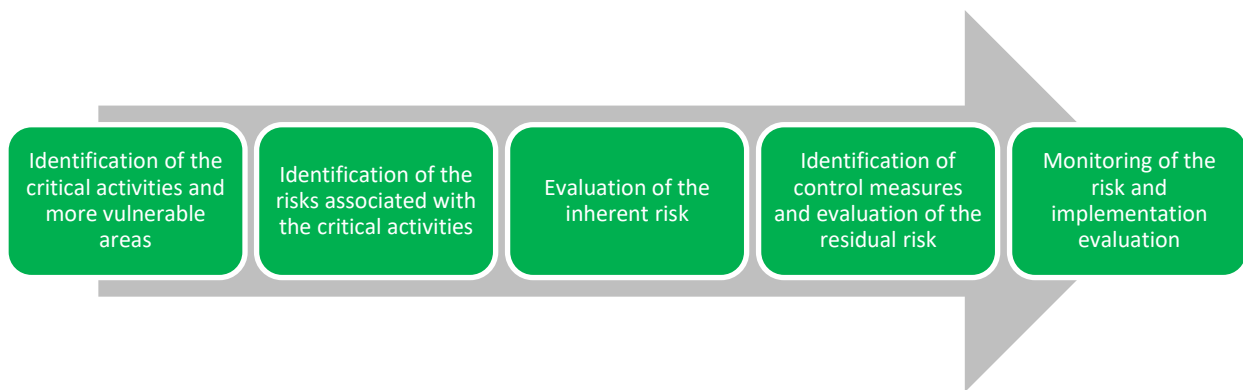 Identification of the
critical activities and
more vulnerable
areas
Identification of the
risks associated with
the critical activities
Evaluation of the
inherent risk
Identification of
control measures
and evaluation of the
residual risk
Monitoring of the
risk and
implementation
evaluation